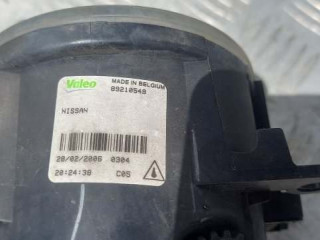 Valeo MADE IN BELGIUM
89210548
NISSAN
28/02/2006 0304
20:24:38 C05